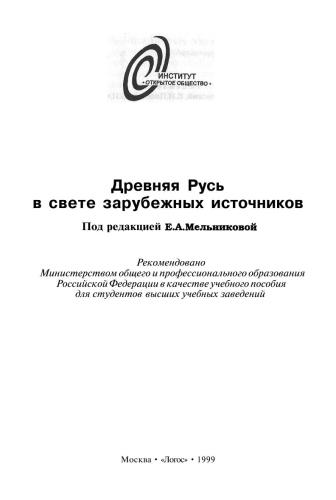 ИНСТИТУТ
• ОТКРЫТОЕ ОБЩЕСТВО •
Древняя Русь
в свете зарубежных источников
Под редакцией Е.А.Мельниковой
Рекомендовано
Министерством общего и профессионального образования
Российской Федерации в качестве учебного пособия
для студентов высших учебных заведений
Москва • «Логос» • 1999